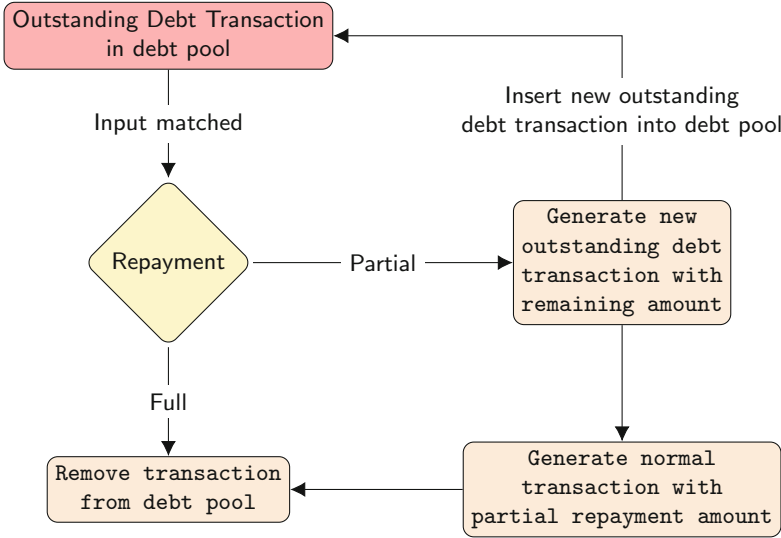 Outstanding Debt Transaction
in debt pool
Insert new outstanding
debt transaction into debt pool
Input matched
Repayment
Partial
Generate new
outstanding debt
transaction with
remaining amount
Full
Remove transaction
from debt pool
Generate normal
transaction with
partial repayment amount